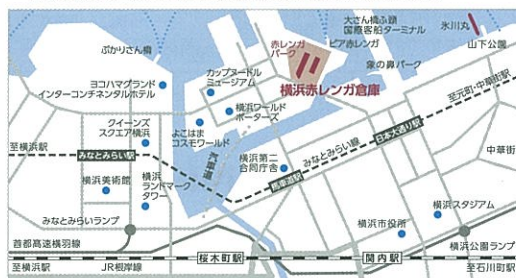 大さん橋ふ頭
国際客船ターミナル
氷川丸
山下公園
ぷかりさん橋
赤レンガ
パーク
ピア赤レンガ
象の鼻パーク
カップヌードル
ミュージアム
ヨコハマグランド
インターコンチネンタルホテル
横浜赤レンガ倉庫
横浜ワールド
ポーターズ
至元町・中華街駅
クイーンズ
スクエア横浜
よこはま
コスモワールド
日本大通り駅
みなとみらい線
至横浜駅
みなとみらい駅
汽車道
横浜第二
合同庁舎
馬車道駅
中華街
横浜美術館
横浜
ランドマーク
タワー
横浜スタジアム
みなとみらいランプ
横浜市役所
首都高速横羽線
横浜公園ランプ
至横浜駅
JR根岸線
桜木町駅
関内駅
至石川町駅